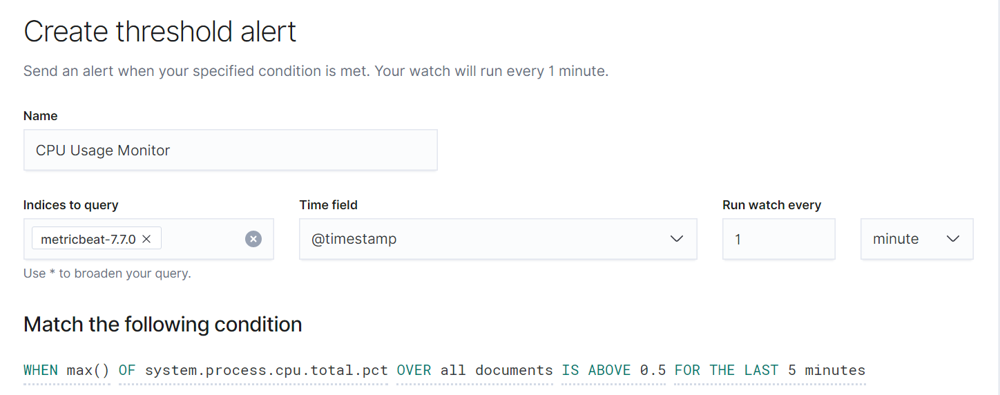 Create threshold alert
Send an alert when your specified condition is met. Your watch will run every 1 minute.
Name
CPU Usage Monitor
Indices to query Time field Run watch every
metricbeat-7.7.0 @timestamp 1 minute
Use * to broaden your query.
Match the following condition
WHEN max() OF system.process.cpu.total.pct OVER all documents IS ABOVE 0.5 FOR THE LAST 5 minutes